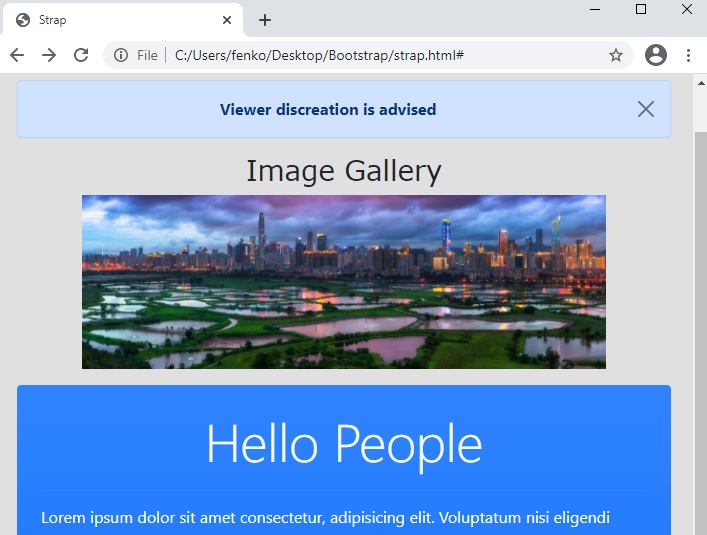 Strap
File
C:/Users/fenko/Desktop/Bootstrap/strap.html#
Viewer discreation is advised
Image Gallery
Hello People
Lorem ipsum dolor sit amet consectetur, adipisicing elit. Voluptatum nisi eligendi